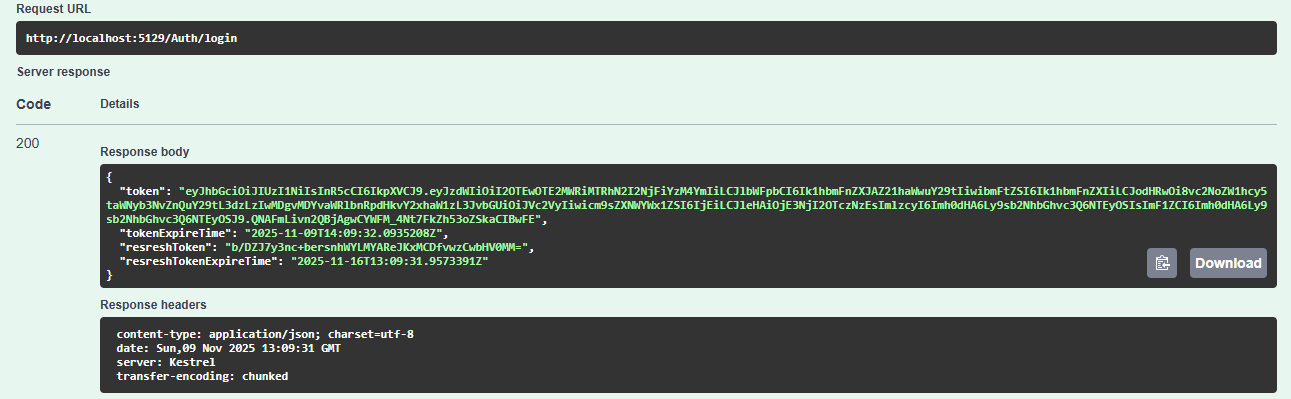 Request URL
http://localhost:5129/Auth/login
Server response
Code Details
200
Response body
{
"token": "eyJhbGciOiJIUzI1NiIsInR5cCI6IkpXVCJ9.eyJzdWIiOiI2OTEwOTE2MWRiMTRhN2I2NjFiYzM4YmIiLCJlbWFpbCI6Ik1hbmFnZXJAZ21haWwuY29tIiwibmFtZSI6Ik1hbmFnZXIiLCJodHRwOi8vc2NoZW1hcy5
taWNyb3NvZnQuY29tL3dzLzIwMDgvMDYvaWRlbnRpdHkvY2xhaW1zL3JvbGUiOiJVc2VyIiwicm9sZXNWYWx1ZSI6IjEiLCJleHAiOjE3NjI2OTczNzEsImlzcyI6Imh0dHA6Ly9sb2NhbGhvc3Q6NTEyOSIsImF1ZCI6Imh0dHA6Ly9
sb2NhbGhvc3Q6NTEyOSJ9.QNAFmLivn2QBjAgwCYWFM_4Nt7FkZh53oZSkaCIBwFE",
"tokenExpireTime": "2025-11-09T14:09:32.0935208Z",
"resreshToken": "b/DZJ7y3nc+bersnhWYLMYAReJKxMCDfvwzCwbHV0MM=",
"resreshTokenExpireTime": "2025-11-16T13:09:31.9573391Z"
}
Download
Response headers
content-type: application/json; charset=utf-8
date: Sun,09 Nov 2025 13:09:31 GMT
server: Kestrel
transfer-encoding: chunked